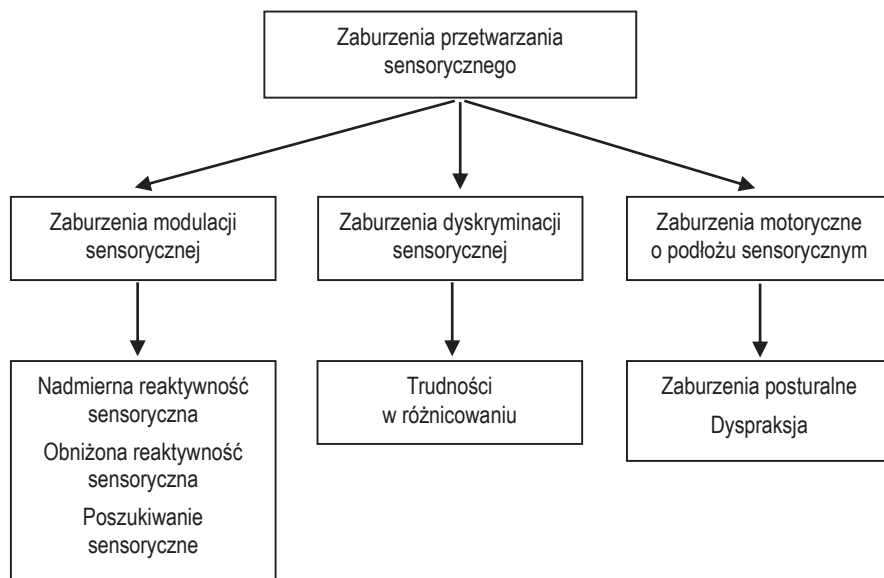 Zaburzenia przetwarzania
sensorycznego
Zaburzenia modulacji
sensorycznej
Zaburzenia dyskryminacji
sensorycznej
Zaburzenia motoryczne
o podłożu sensorycznym
Nadmierna reaktywność
sensoryczna
Obniżona reaktywność
sensoryczna
Poszukiwanie
sensoryczne
Trudności
w różnicowaniu
Zaburzenia posturalne
Dyspraksja